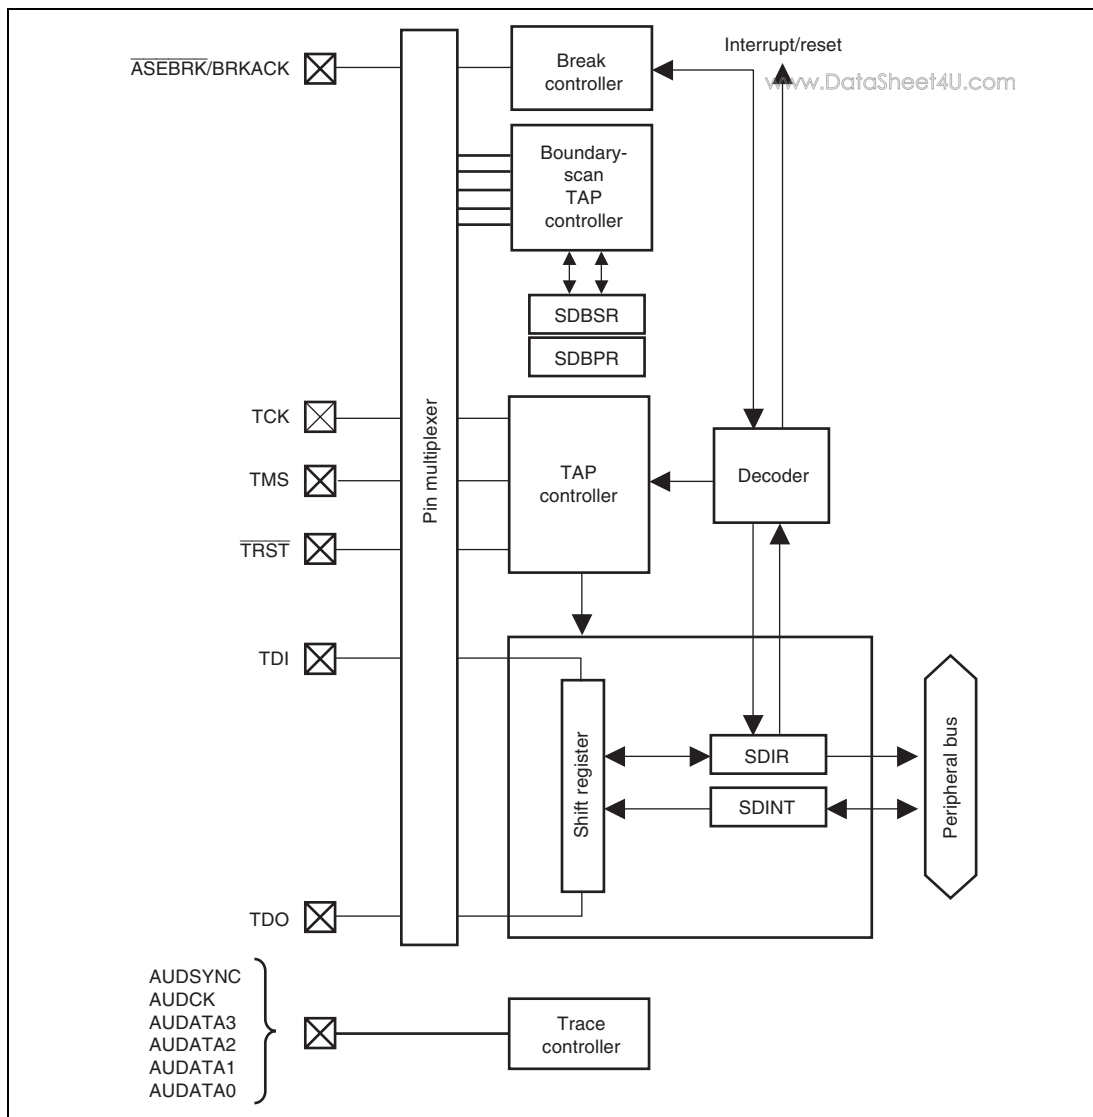 Interrupt/reset
www.DataSheet4U.com
ASEBRK/BRKACK
Break
controller
Boundary-
scan
TAP
controller
SDBSR
SDBPR
Pin multiplexer
TCK
TMS
TRST
TAP
controller
Decoder
TDI
Shift register
SDIR
SDINT
Peripheral bus
TDO
AUDSYNC
AUDCK
AUDATA3
AUDATA2
AUDATA1
AUDATA0
Trace
controller